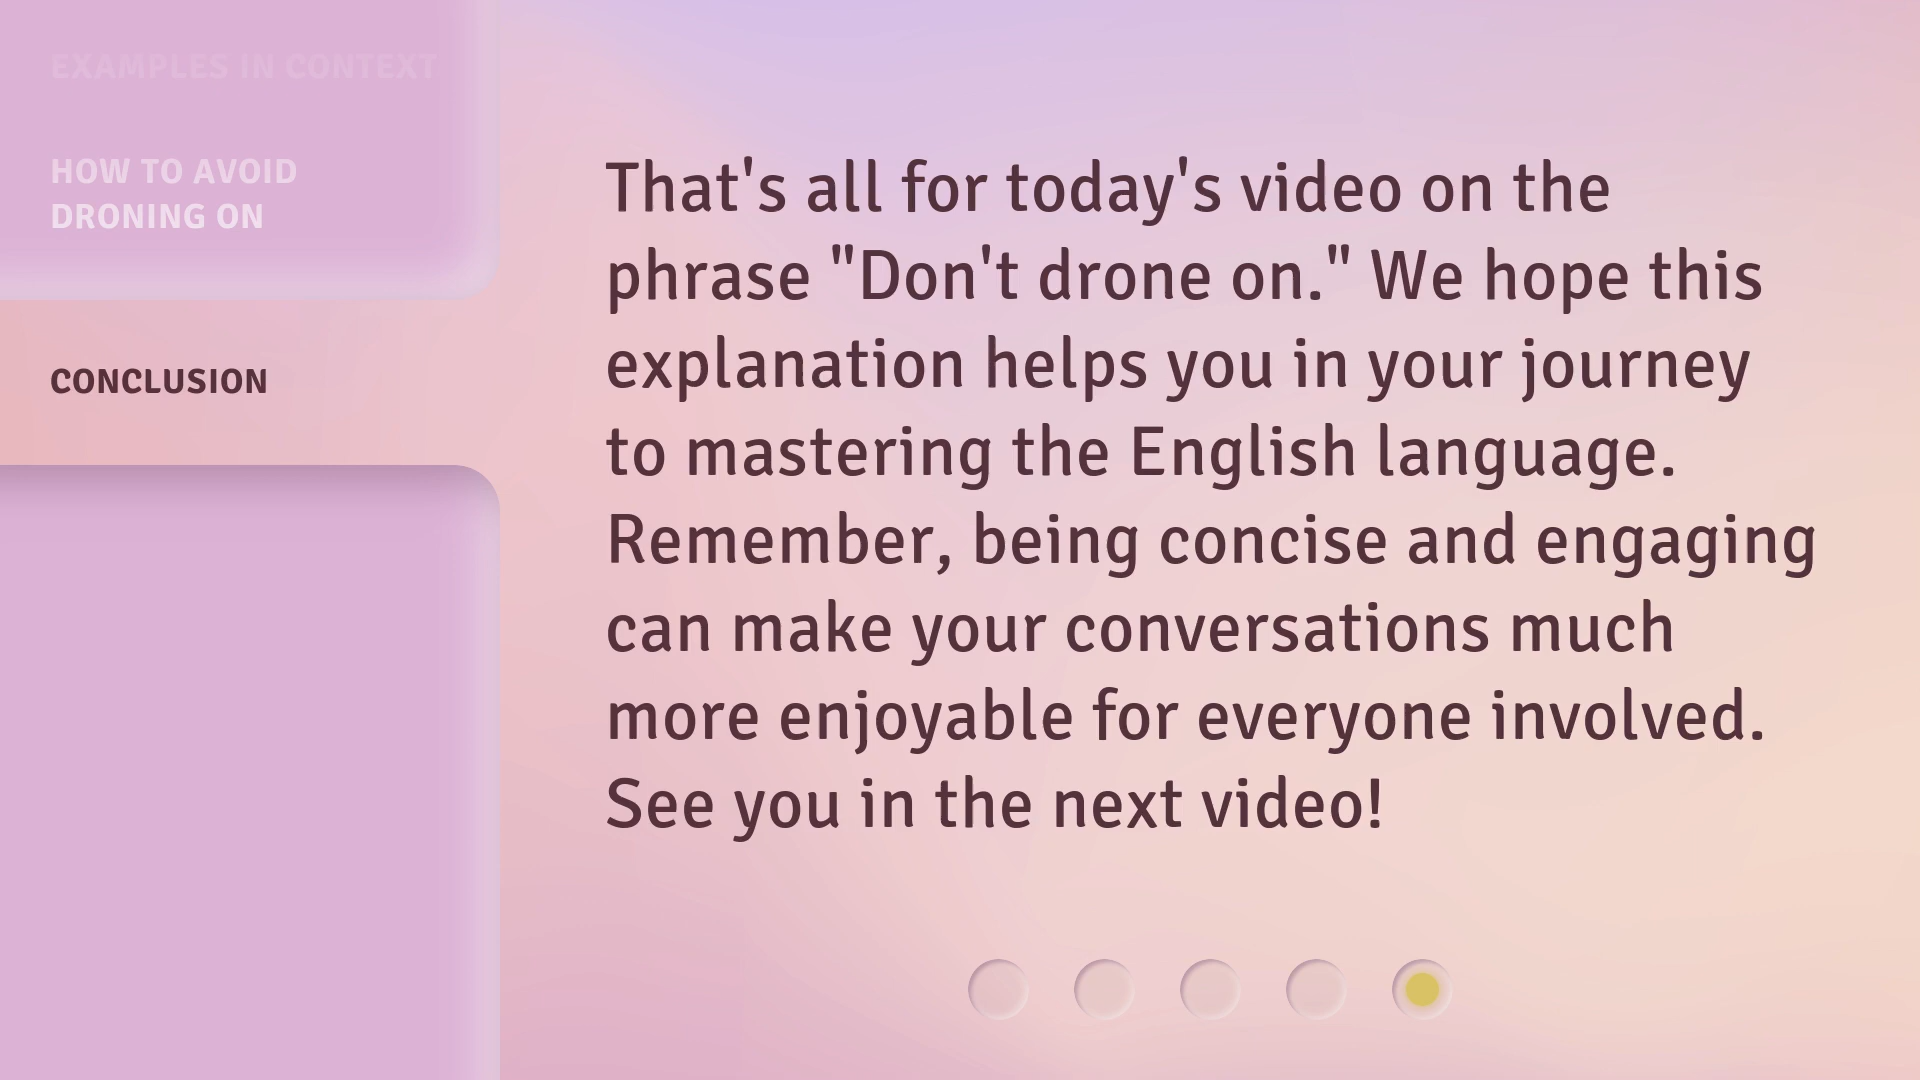 EXAMPLES IN CONTEXT
HOW TO AVOID
DRONING ON
CONCLUSION
That's all for today's video on the
phrase "Don't drone on." We hope this
explanation helps you in your journey
to mastering the English language.
Remember, being concise and engaging
can make your conversations much
more enjoyable for everyone involved.
See you in the next video!